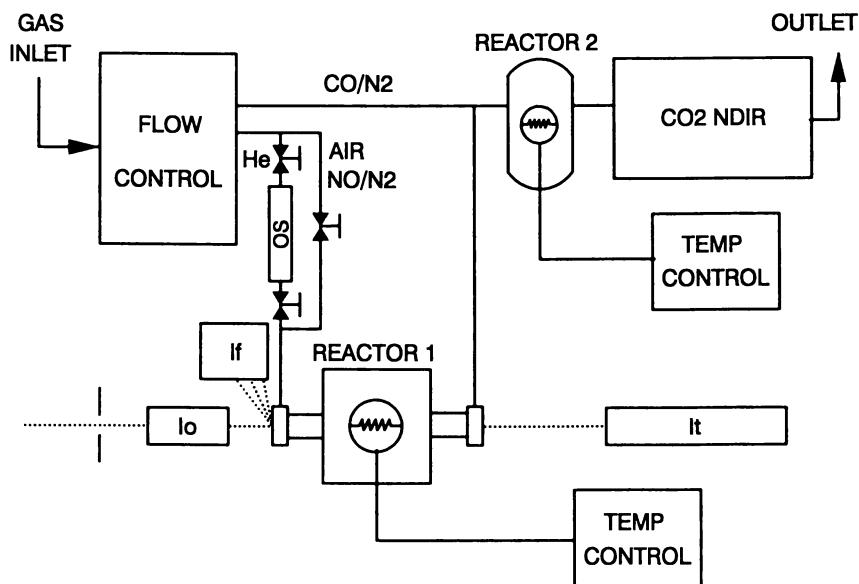 GAS
INLET
OUTLET
REACTOR 2
CO/N2
FLOW
CONTROL
CO2 NDIR
He
AIR
NO/N2
OS
TEMP
CONTROL
If
REACTOR 1
Io
It
TEMP
CONTROL